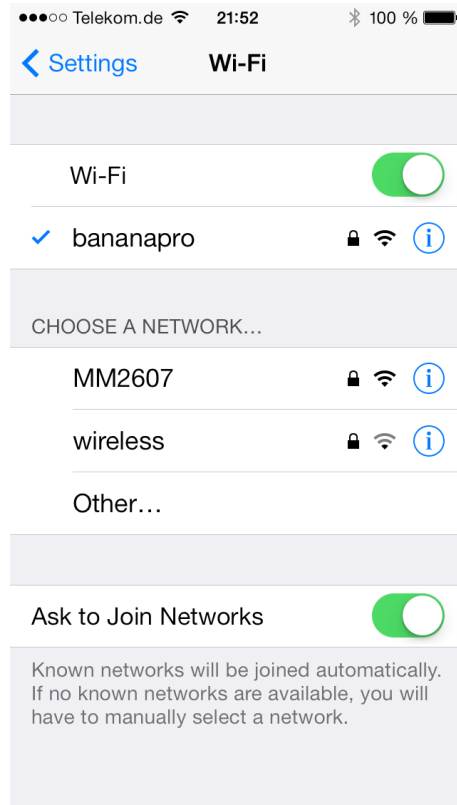 Telekom.de 21:52 100 %
Settings Wi-Fi
Wi-Fi
bananapro
CHOOSE A NETWORK...
MM2607
wireless
Other...
Ask to Join Networks
Known networks will be joined automatically.
If no known networks are available, you will
have to manually select a network.